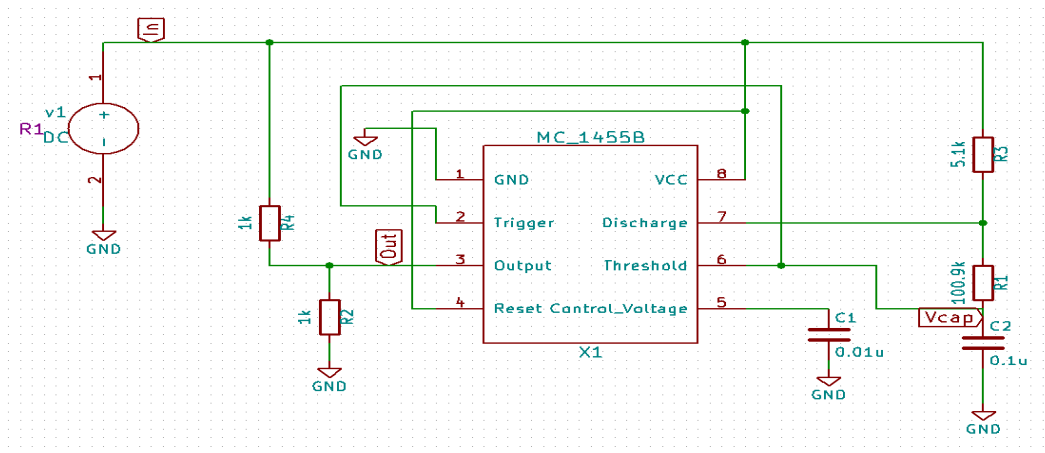 In
1
v1
R1
DC
2
GND
1k
R4
1k
R2
GND
Out
GND
MC_1455B
1
GND
VCC
8
2
Trigger
Discharge
7
3
Output
Threshold
6
4
Reset
Control_Voltage
5
X1
C1
0.01u
GND
5.1k
R3
100.9k
R1
Vcap
C2
0.1u
GND